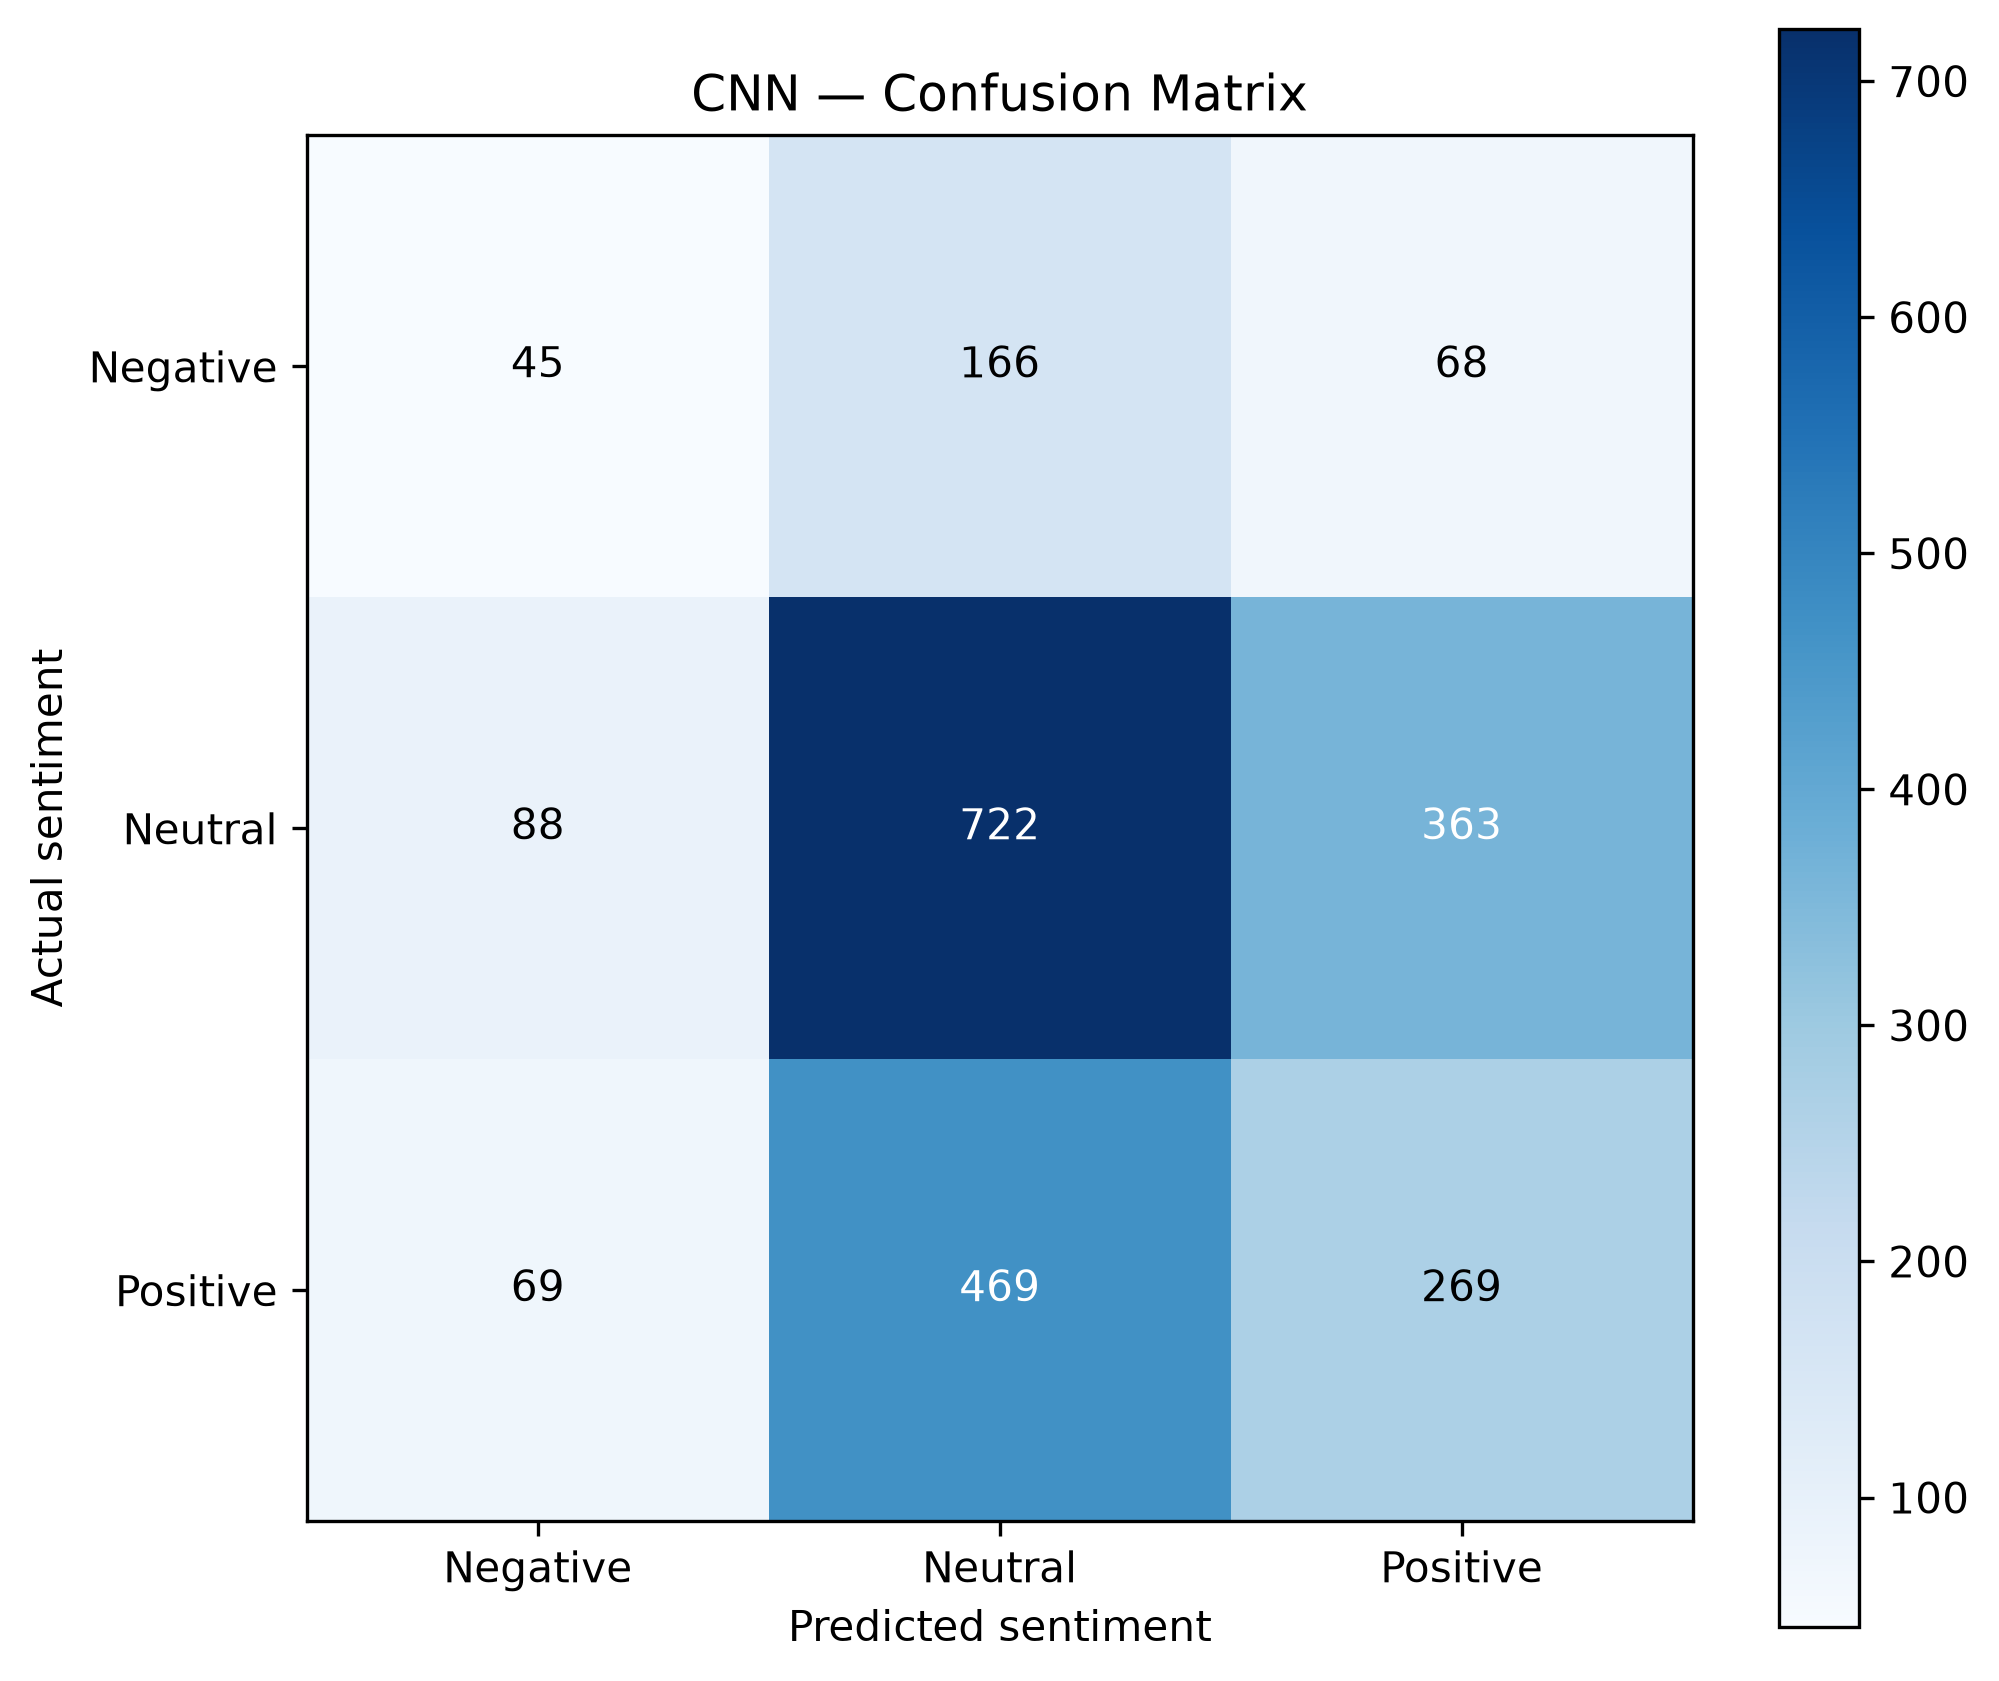 CNN — Confusion Matrix
700
600
500
400
300
200
100
Actual sentiment
Negative 45 166 68
Neutral 88 722 363
Positive 69 469 269
Negative Neutral Positive
Predicted sentiment